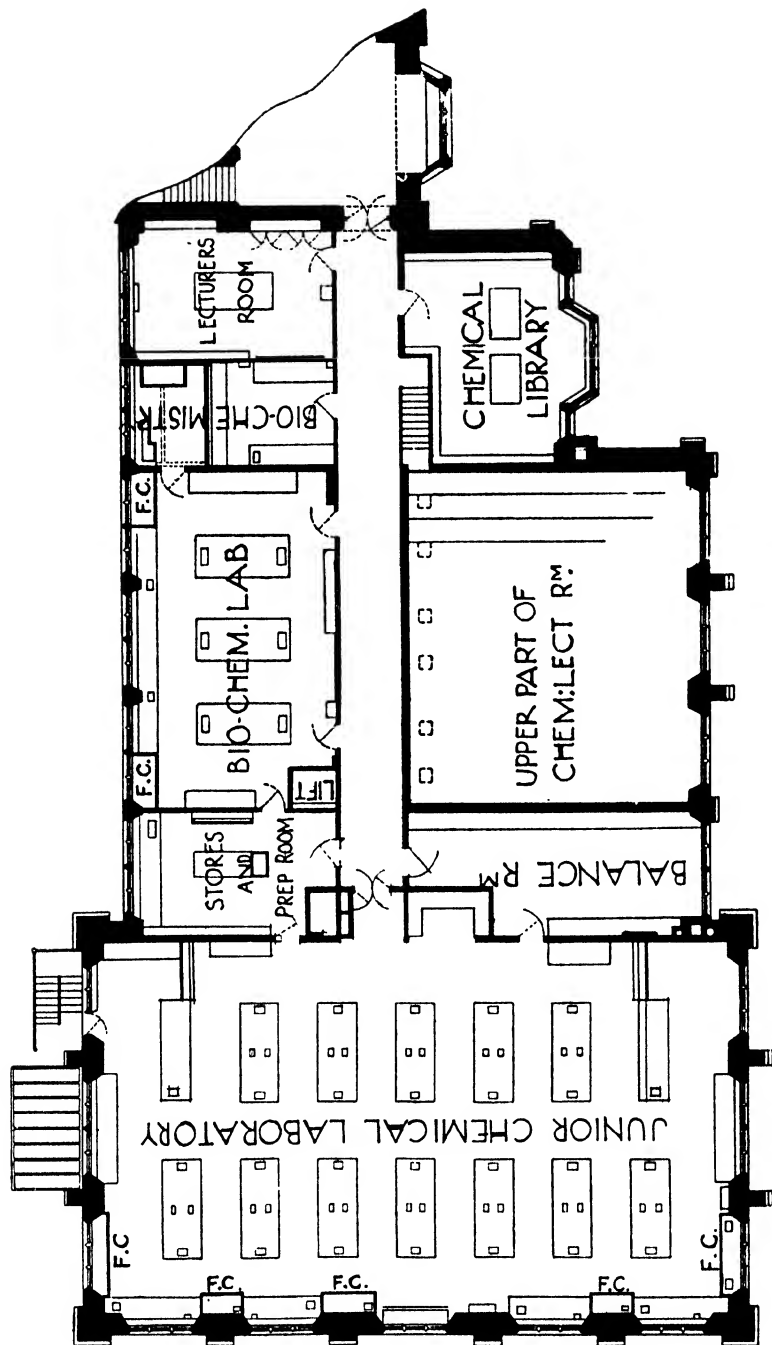 LECTURERS
ROOM
CHEMICAL
LIBRARY
BIO-CHEMISTRY
F.C.
BIO-CHEM. LAB
UPPER PART OF
CHEM:LECT RM.
F.C.
LIFT
STORES
AND
PREP ROOM
BALANCE RM
JUNIOR CHEMICAL LABORATORY
F.C
F.C.
F.C.
F.C.
F.C.